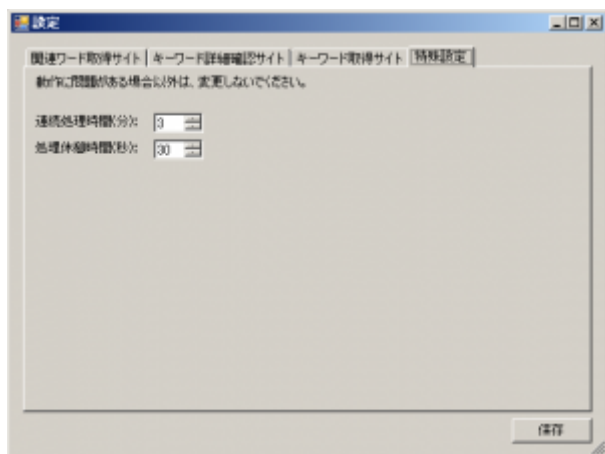 設定
関連ワード取得サイト
キーワード詳細確認サイト
キーワード取得サイト
特殊設定
動作に問題がある場合以外は、変更しないでください。
連続処理時間(分): 3
処理休憩時間(秒): 30
保存